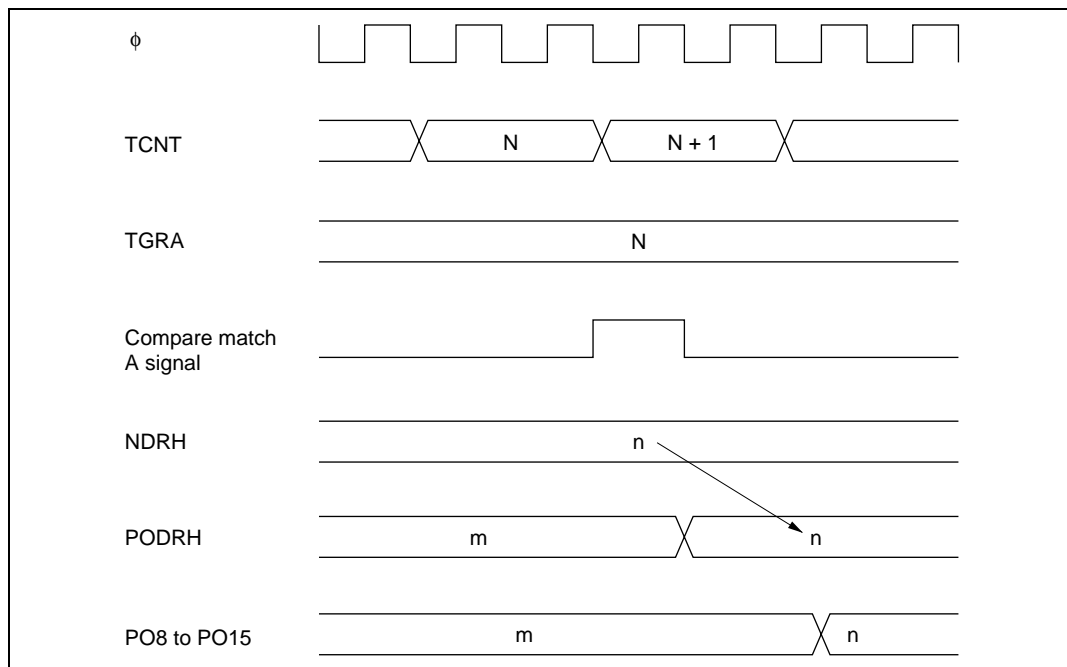 ϕ
TCNT N N + 1
TGRA N
Compare match
A signal
NDRH n
PODRH m n
PO8 to PO15 m n